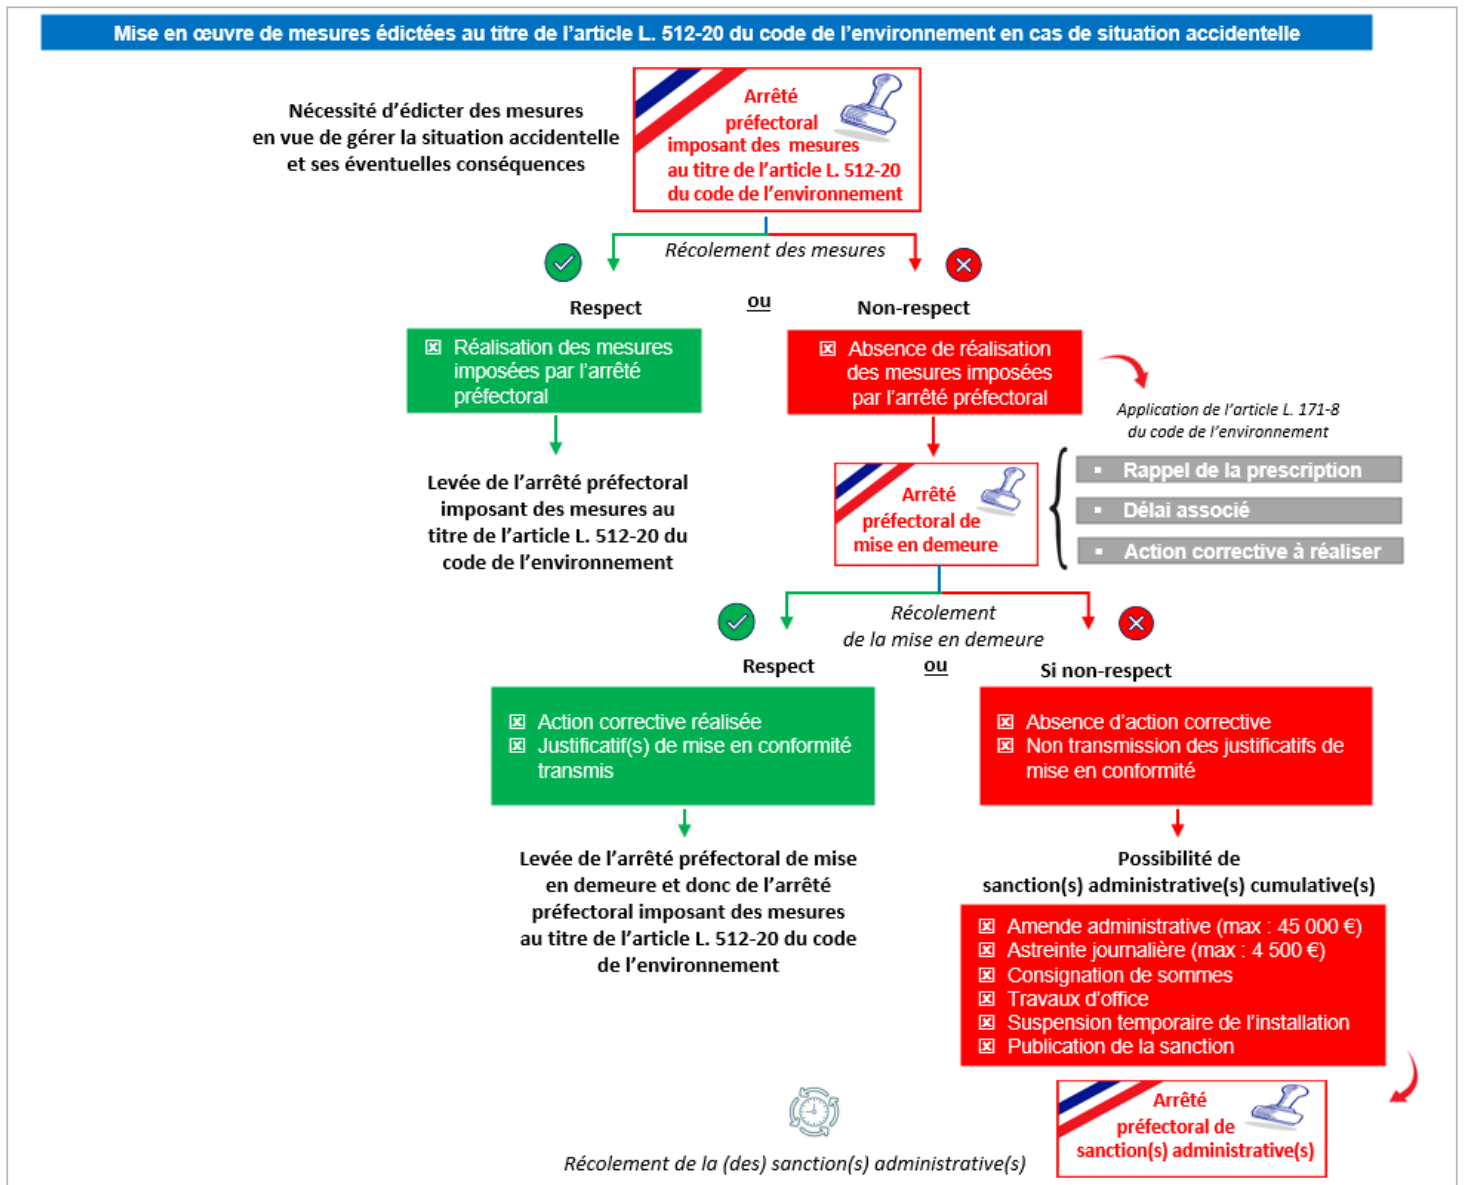 Mise en œuvre de mesures édictées au titre de l’article L. 512-20 du code de l’environnement en cas de situation accidentelle
Nécessité d’édicter des mesures
en vue de gérer la situation accidentelle
et ses éventuelles conséquences
Arrêté
préfectoral
imposant des mesures
au titre de l’article L. 512-20
du code de l’environnement
Récolement des mesures
Respect
ou
Non-respect
Réalisation des mesures
imposées par l’arrêté
préfectoral
Absence de réalisation
des mesures imposées
par l’arrêté préfectoral
Application de l’article L. 171-8
du code de l’environnement
Levée de l’arrêté préfectoral
imposant des mesures au
titre de l’article L. 512-20 du
code de l’environnement
Arrêté
préfectoral de
mise en demeure
▪ Rappel de la prescription
▪ Délai associé
▪ Action corrective à réaliser
Récolement
de la mise en demeure
Respect
ou
Si non-respect
Action corrective réalisée
Justificatif(s) de mise en conformité
transmis
Absence d’action corrective
Non transmission des justificatifs de
mise en conformité
Levée de l’arrêté préfectoral de mise
en demeure et donc de l’arrêté
préfectoral imposant des mesures
au titre de l’article L. 512-20 du code
de l’environnement
Possibilité de
sanction(s) administrative(s) cumulative(s)
Amende administrative (max : 45 000 €)
Astreinte journalière (max : 4 500 €)
Consignation de sommes
Travaux d’office
Suspension temporaire de l’installation
Publication de la sanction
Arrêté
préfectoral de
sanction(s) administrative(s)
Récolement de la (des) sanction(s) administrative(s)